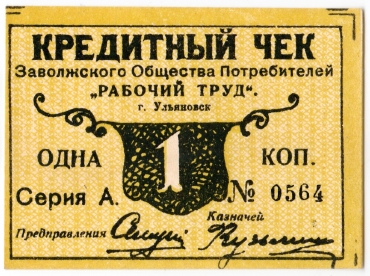 КРЕДИТНЫЙ ЧЕК
Заволжского Общества Потребителей
„РАБОЧИЙ ТРУД“.
г. Ульяновск
ОДНА 1 КОП.
Серия А. № 0564
Предправления Казначей